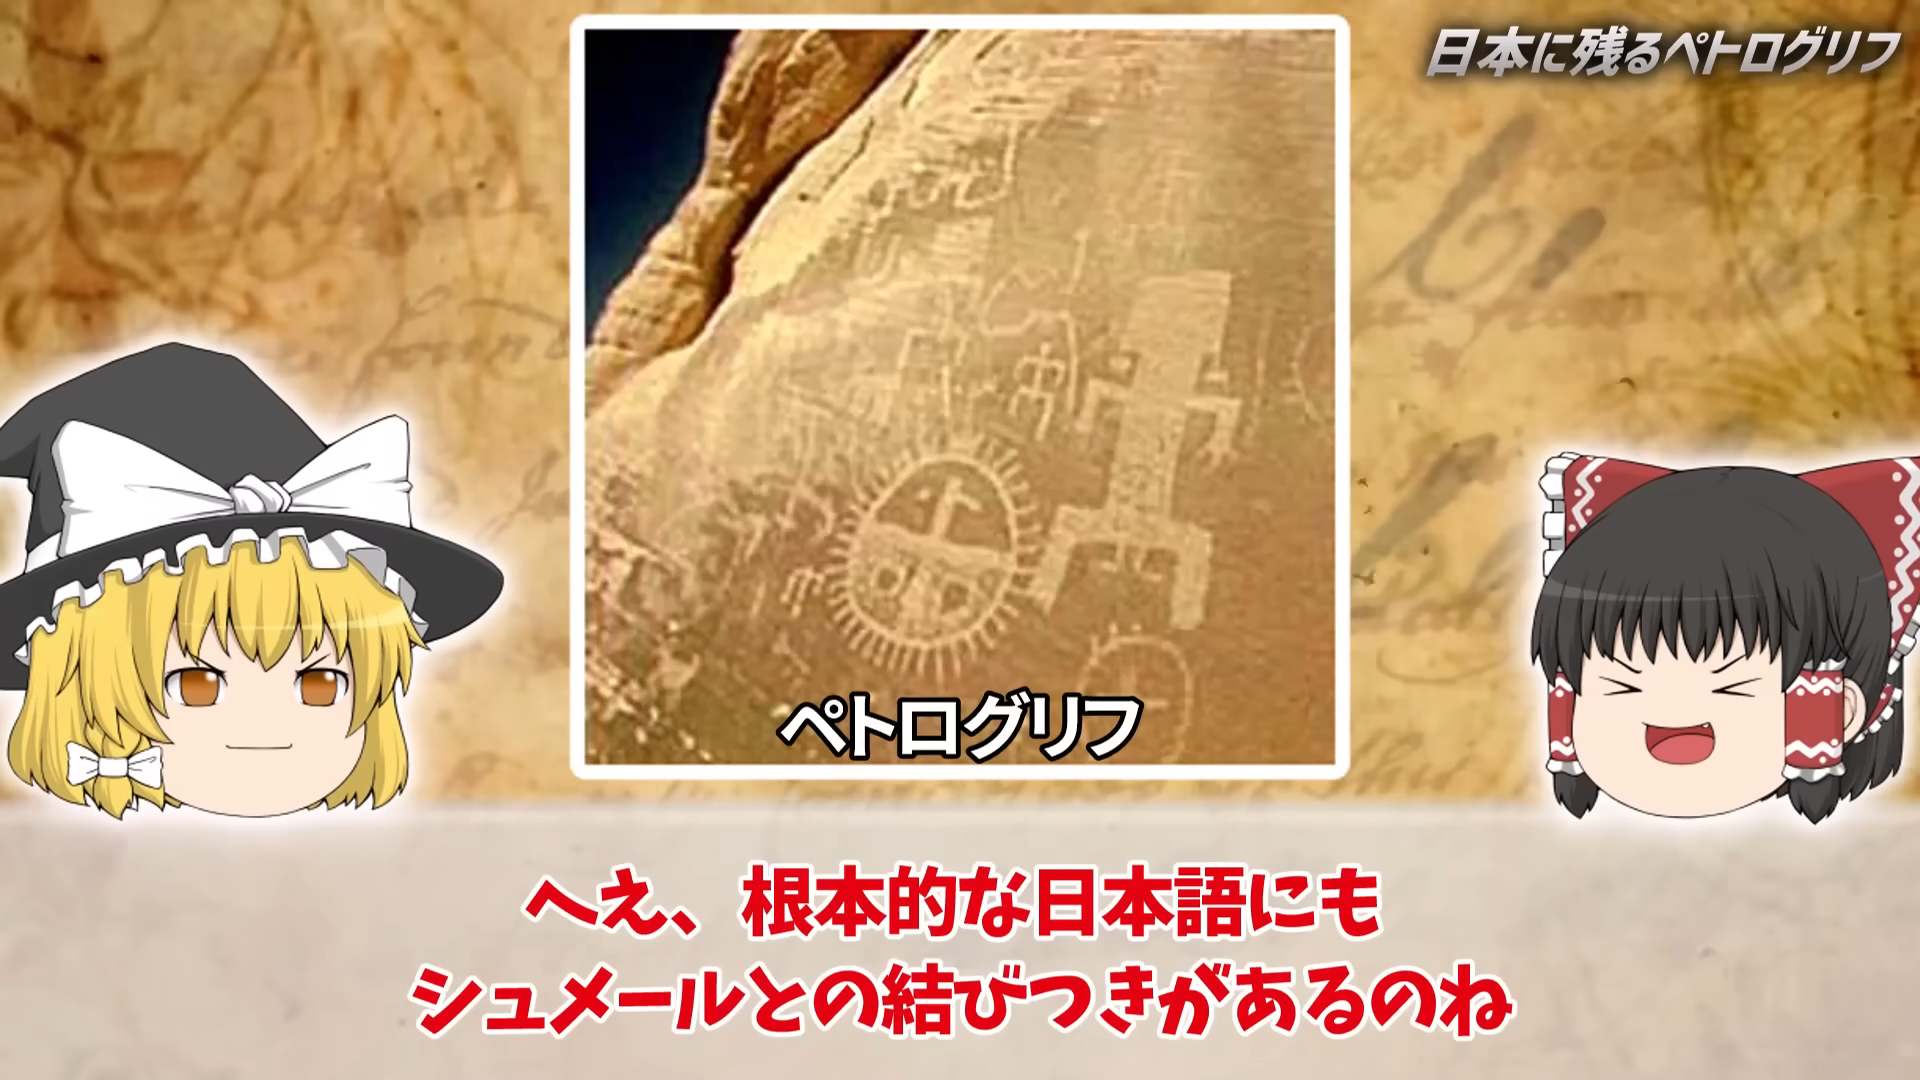 日本に残るペトログリフ
ペトログリフ
へえ、根本的な日本語にも
シュメールとの結びつきがあるのね